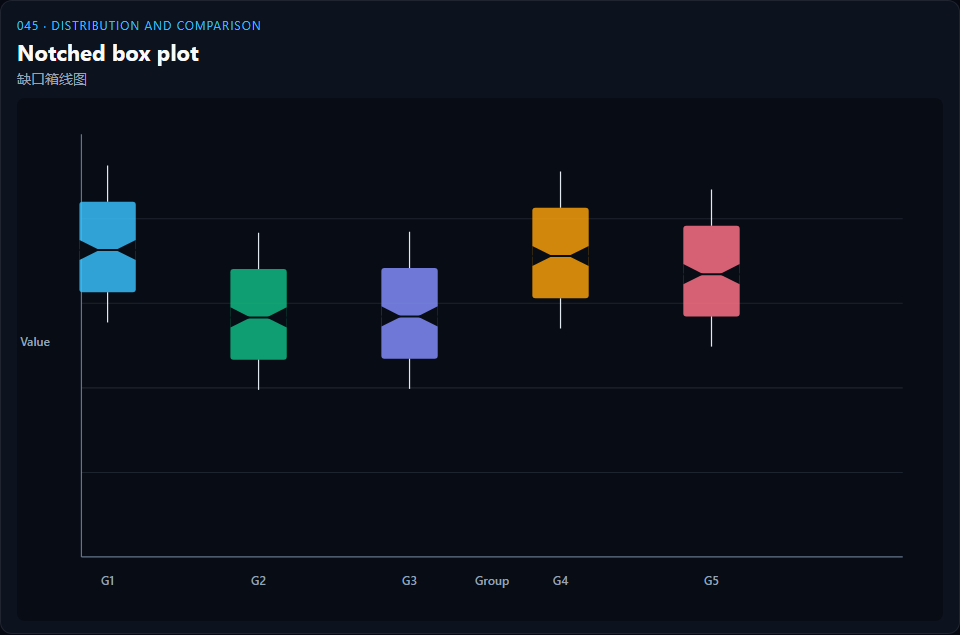 045 · DISTRIBUTION AND COMPARISON
Notched box plot
缺口箱线图
Value
G1 G2 G3 Group G4 G5